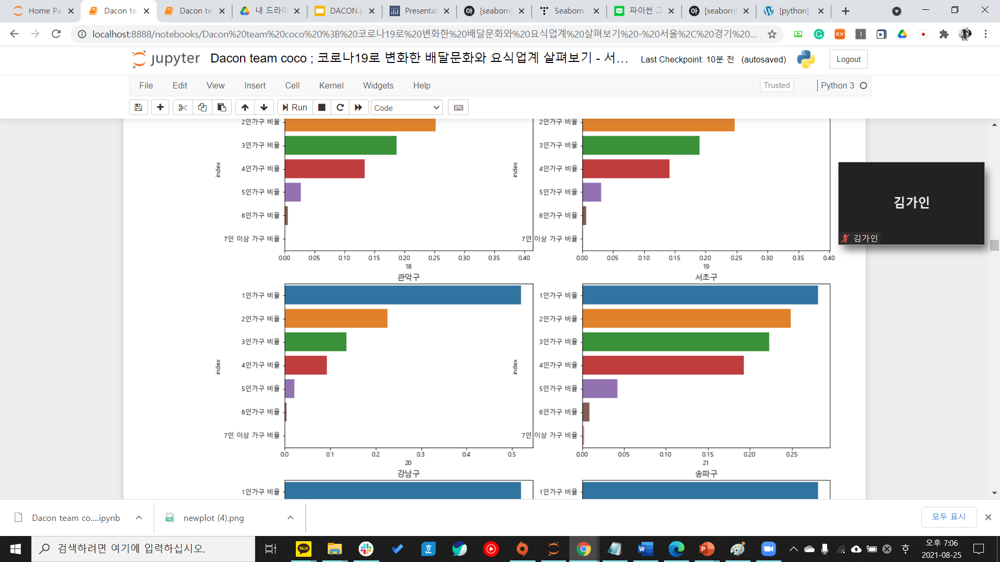 Home Pa
Dacon te
Dacon te
내 드라이
DACON.p
Presentat
[seaborn]
Seaborn
파이썬 그
[seaborn]
[python]
localhost:8888/notebooks/Dacon%20team%20coco%20%3B%20코로나19로%20변화한%20배달문화와%20요식업계%20살펴보기%20-%20서울%2C%20경기%20...
jupyter Dacon team coco ; 코로나19로 변화한 배달문화와 요식업계 살펴보기 - 서... Last Checkpoint: 10분 전 (autosaved) Logout
File Edit View Insert Cell Kernel Widgets Help Trusted Python 3
Run Code
2인가구 비율
3인가구 비율
4인가구 비율
5인가구 비율
6인가구 비율
7인 이상 가구 비율
index
0.00 0.05 0.10 0.15 0.20 0.25 0.30 0.35 0.40
18
2인가구 비율
3인가구 비율
4인가구 비율
5인가구 비율
6인가구 비율
7인 이상 가구 비율
index
0.00 0.05 0.10 0.15 0.20 0.25 0.30 0.35 0.40
19
김가인
김가인
관악구
1인가구 비율
2인가구 비율
3인가구 비율
4인가구 비율
5인가구 비율
6인가구 비율
7인 이상 가구 비율
index
0.0 0.1 0.2 0.3 0.4 0.5
20
서초구
1인가구 비율
2인가구 비율
3인가구 비율
4인가구 비율
5인가구 비율
6인가구 비율
7인 이상 가구 비율
index
0.00 0.05 0.10 0.15 0.20 0.25
21
강남구
1인가구 비율
송파구
1인가구 비율
Dacon team co....ipynb
newplot (4).png
모두 표시
검색하려면 여기에 입력하십시오.
오후 7:06
2021-08-25